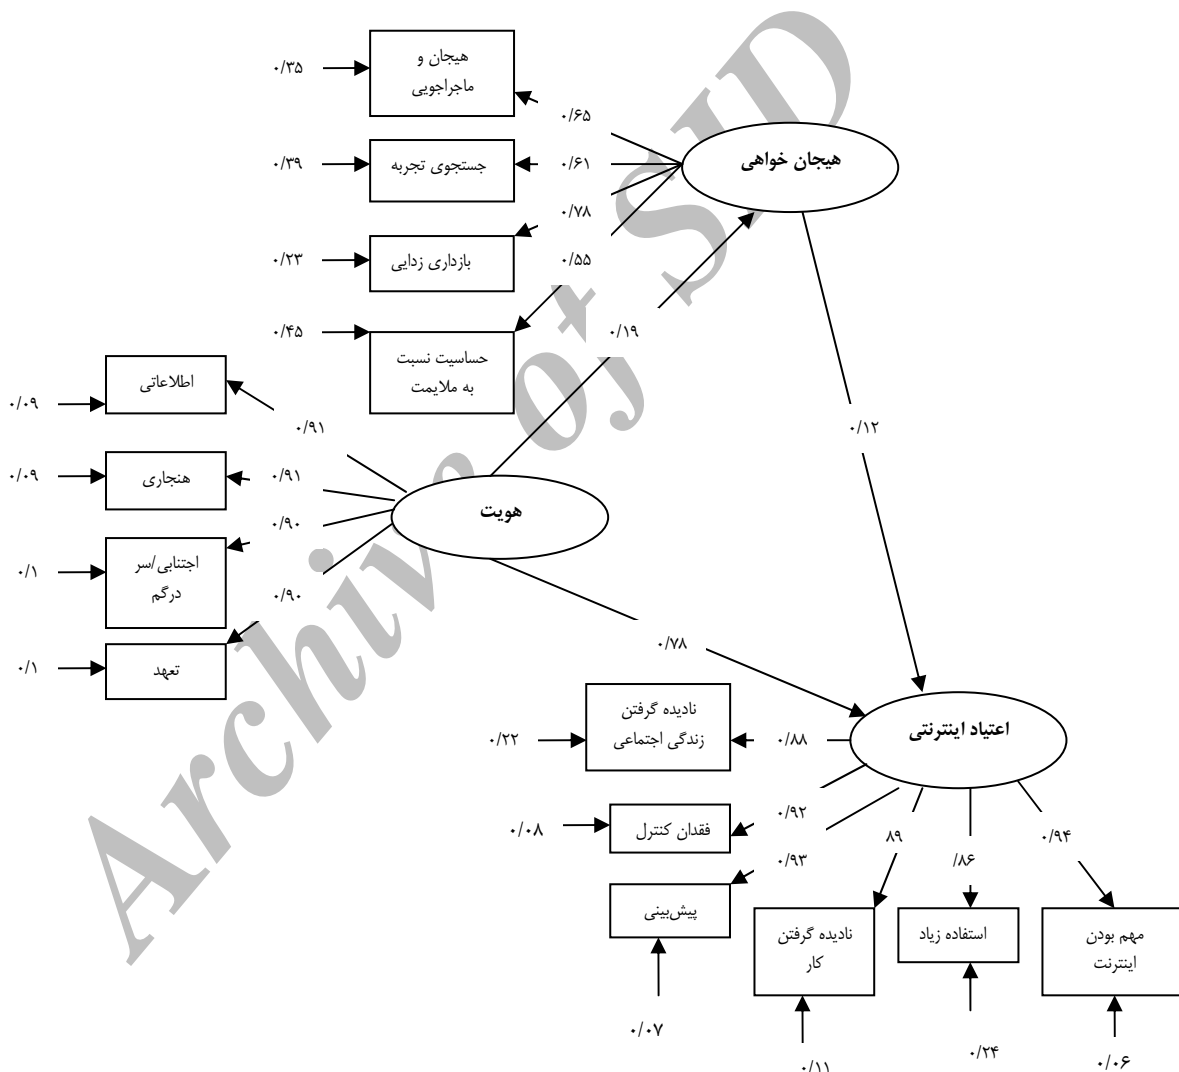 هیجان و
ماجراجویی
۰/۳۵
۰/۶۵
هیجان خواهی
جستجوی تجربه
۰/۳۹
۰/۶۱
۰/۷۸
بازداری زدایی
۰/۲۳
۰/۵۵
حساسیت نسبت
به ملایمت
۰/۴۵
۰/۱۹
اطلاعاتی
۰/۰۹
۰/۹۱
۰/۱۲
هنجاری
۰/۰۹
۰/۹۱
هویت
۰/۹۰
اجتنابی/سر
درگم
۰/۱
۰/۹۰
تعهد
۰/۱
۰/۷۸
نادیده گرفتن
زندگی اجتماعی
۰/۲۲
۰/۸۸
اعتیاد اینترنتی
فقدان کنترل
۰/۰۸
۰/۹۲
۸۹
/۸۶
۰/۹۴
۰/۹۳
پیش‌بینی
نادیده گرفتن
کار
استفاده زیاد
مهم بودن
اینترنت
۰/۰۷
۰/۱۱
۰/۲۴
۰/۰۶
Archive of SID